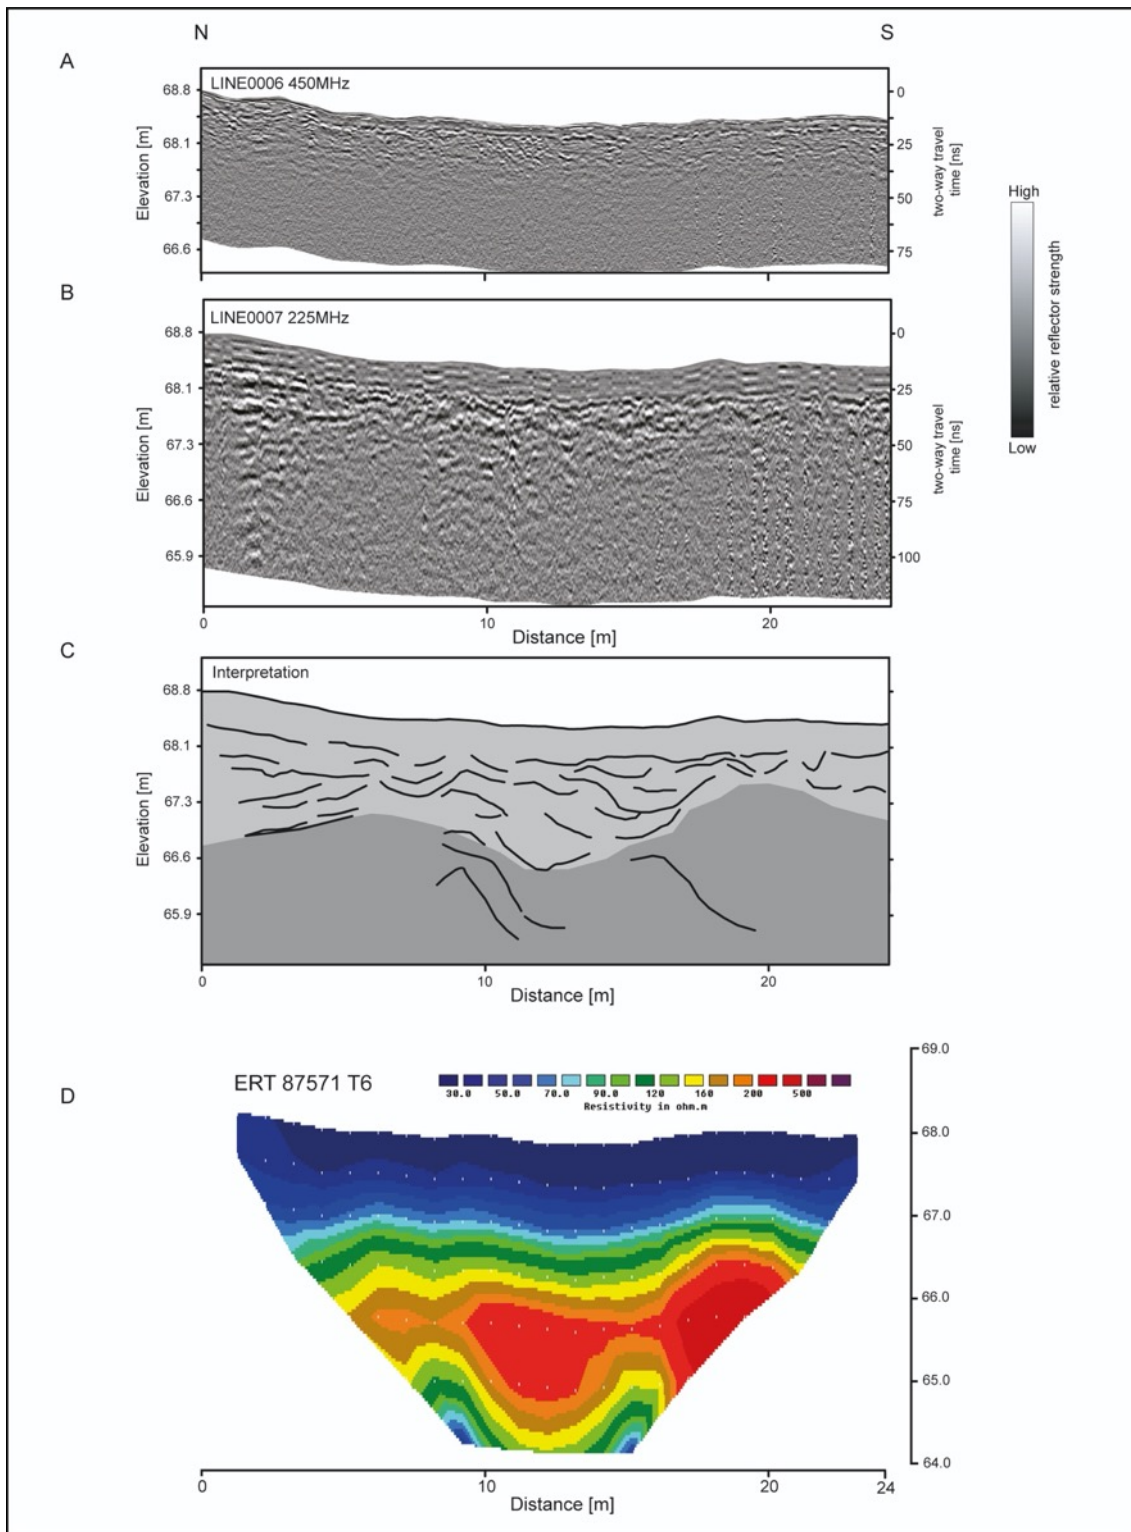 N S
A
LINE0006 450MHz
68.8
68.1
67.3
66.6
Elevation [m]
0
25
50
75
two-way travel
time [ns]
High
Low
relative reflector strength
B
LINE0007 225MHz
68.8
68.1
67.3
66.6
65.9
Elevation [m]
0
25
50
75
100
two-way travel
time [ns]
0 10 20
Distance [m]
C
Interpretation
68.8
68.1
67.3
66.6
65.9
Elevation [m]
0 10 20
Distance [m]
D
ERT 87571 T6
30.0 50.0 70.0 90.0 120 160 200 500
Resistivity in ohm.m
69.0
68.0
67.0
66.0
65.0
64.0
0 10 20 24
Distance [m]